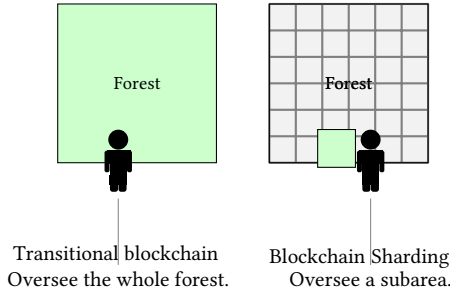 Forest
Forest
Transitional blockchain
Oversee the whole forest.
Blockchain Sharding
Oversee a subarea.